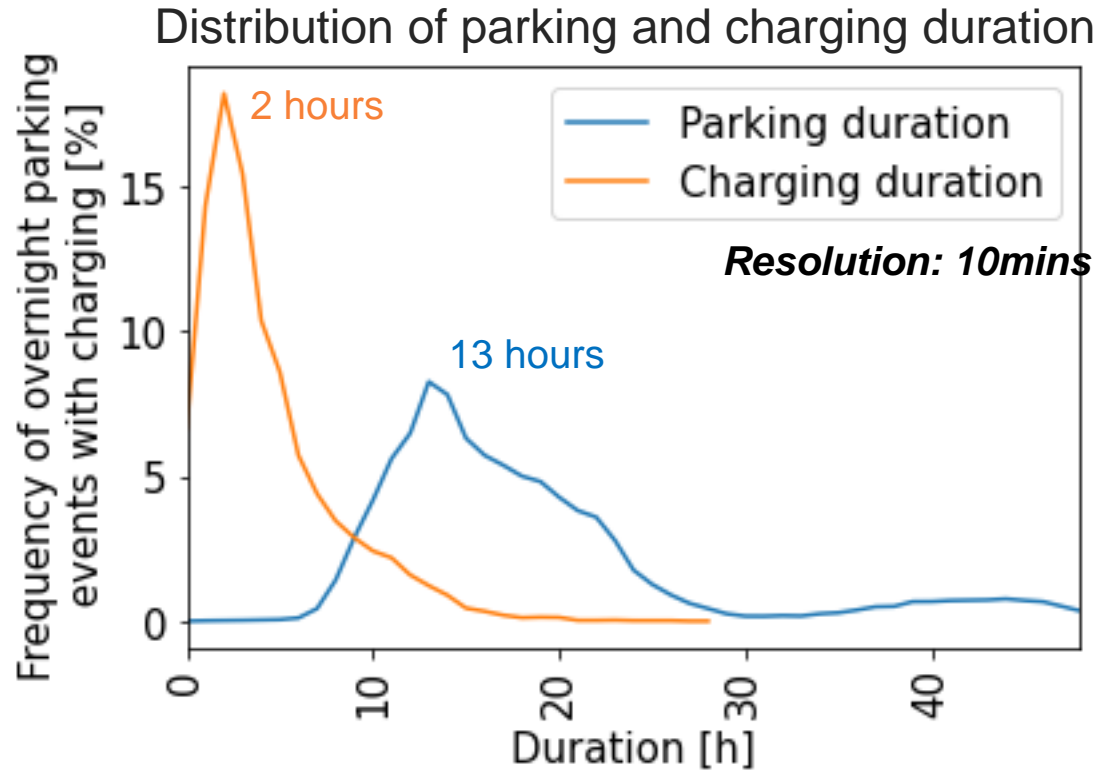 Distribution of parking and charging duration
Frequency of overnight parking
events with charging [%]
15
10
5
0
2 hours
13 hours
Parking duration
Charging duration
Resolution: 10mins
0
10
20
30
40
Duration [h]